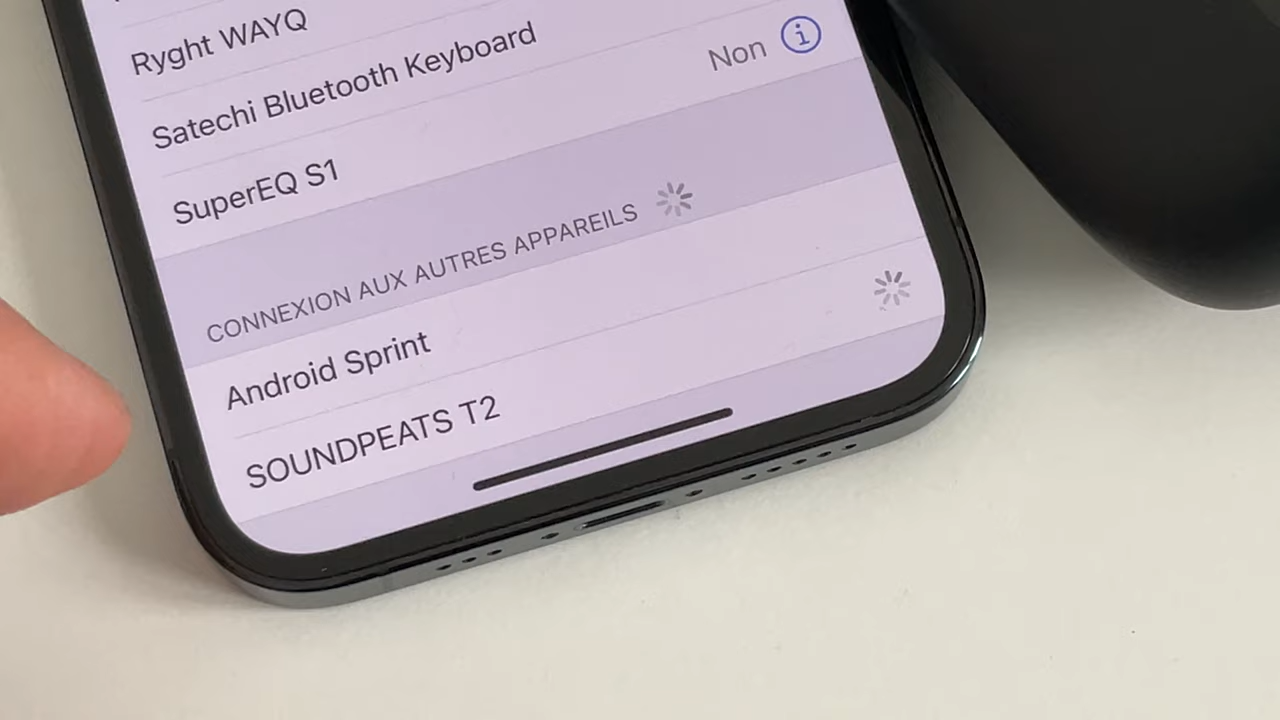 Ryght WAYQ
Satechi Bluetooth Keyboard
Non
SuperEQ S1
CONNEXION AUX AUTRES APPAREILS
Android Sprint
SOUNDPEATS T2